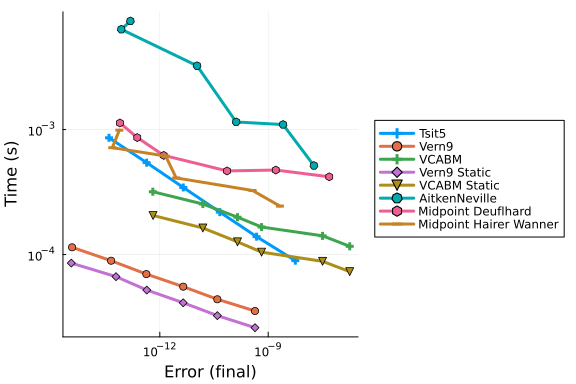 Time (s)
10⁻³
10⁻⁴
10⁻¹²
10⁻⁹
Error (final)
Tsit5
Vern9
VCABM
Vern9 Static
VCABM Static
AitkenNeville
Midpoint Deuflhard
Midpoint Hairer Wanner